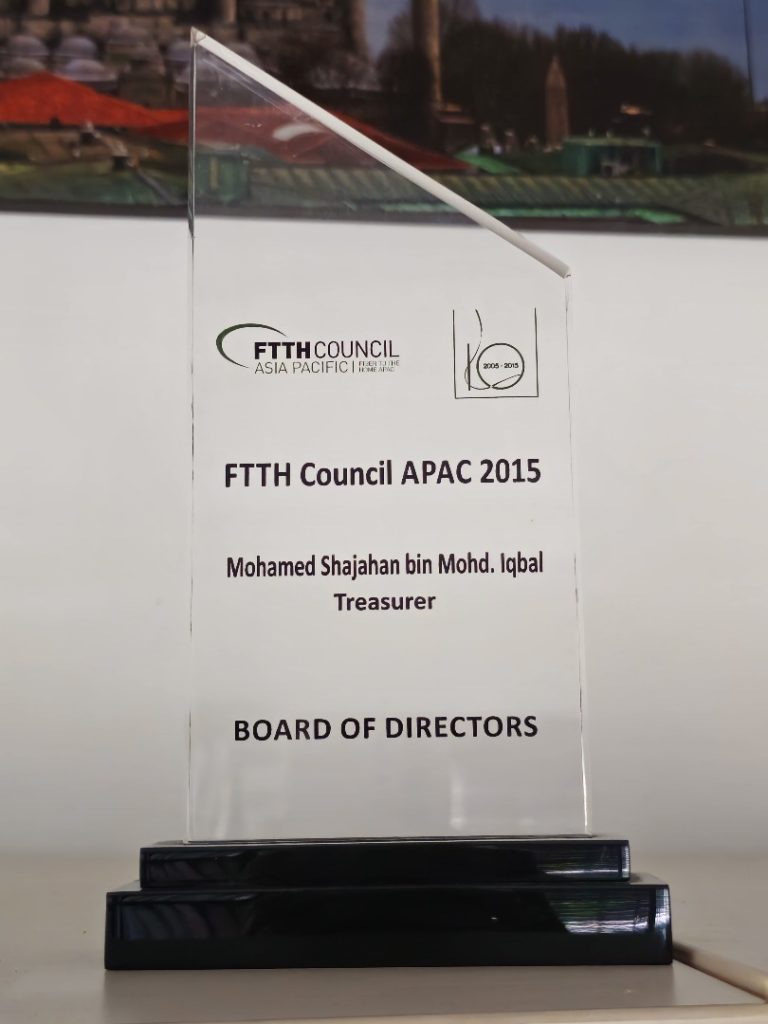 FTTH COUNCIL
ASIA PACIFIC | FIBER TO THE
HOME APAC
2005 - 2015
FTTH Council APAC 2015
Mohamed Shajahan bin Mohd. Iqbal
Treasurer
BOARD OF DIRECTORS